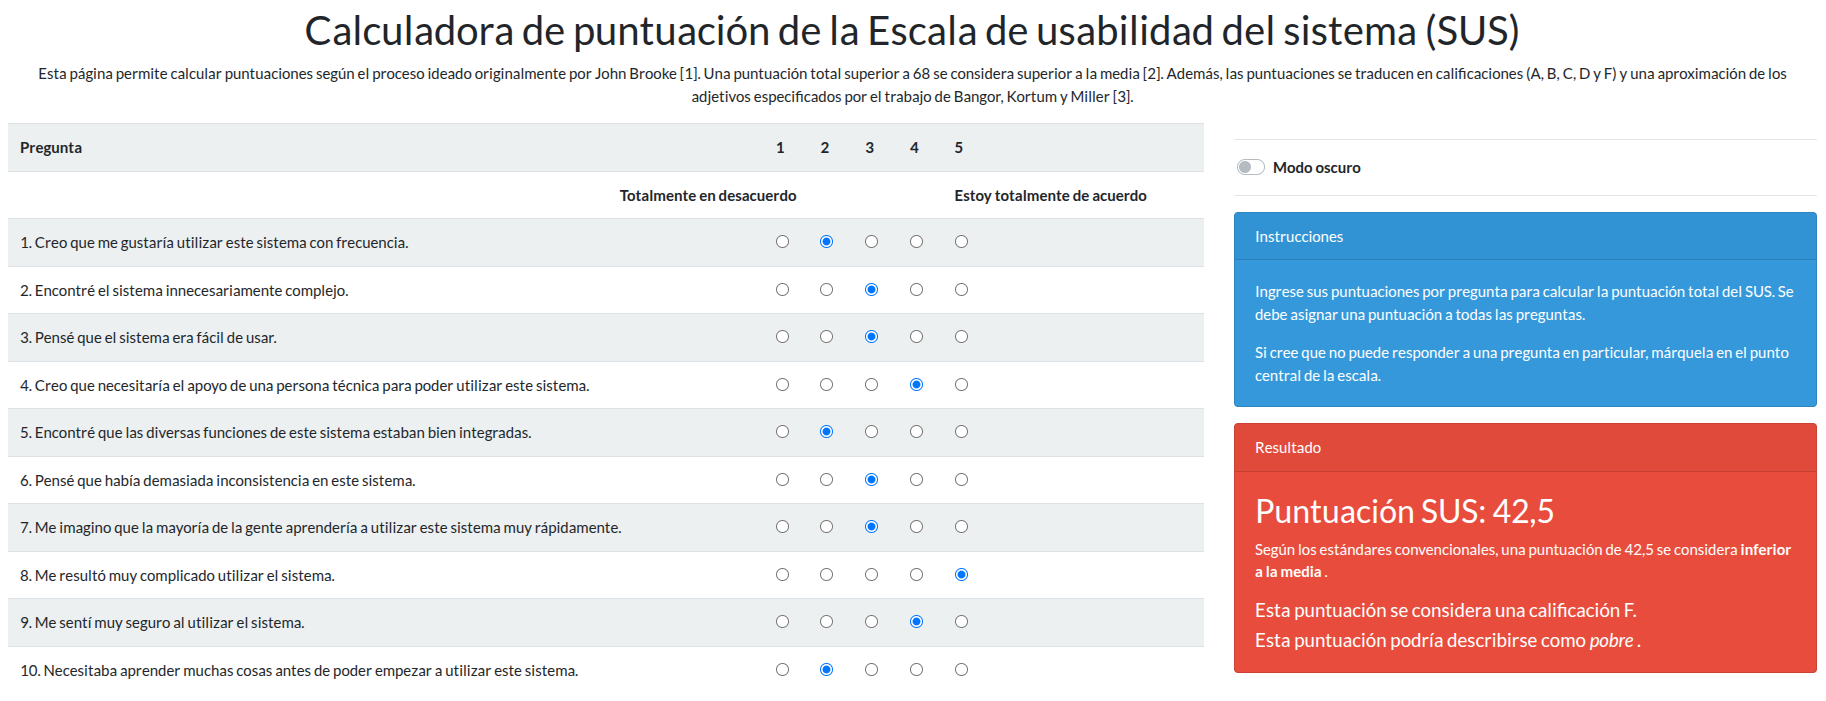 Calculadora de puntuación de la Escala de usabilidad del sistema (SUS)
Esta página permite calcular puntuaciones según el proceso ideado originalmente por John Brooke [1]. Una puntuación total superior a 68 se considera superior a la media [2]. Además, las puntuaciones se traducen en calificaciones (A, B, C, D y F) y una aproximación de los
adjetivos especificados por el trabajo de Bangor, Kortum y Miller [3].
Pregunta 1 2 3 4 5
Totalmente en desacuerdo Estoy totalmente de acuerdo
1. Creo que me gustaría utilizar este sistema con frecuencia.
2. Encontré el sistema innecesariamente complejo.
3. Pensé que el sistema era fácil de usar.
4. Creo que necesitaría el apoyo de una persona técnica para poder utilizar este sistema.
5. Encontré que las diversas funciones de este sistema estaban bien integradas.
6. Pensé que había demasiada inconsistencia en este sistema.
7. Me imagino que la mayoría de la gente aprendería a utilizar este sistema muy rápidamente.
8. Me resultó muy complicado utilizar el sistema.
9. Me sentí muy seguro al utilizar el sistema.
10. Necesitaba aprender muchas cosas antes de poder empezar a utilizar este sistema.
Modo oscuro
Instrucciones
Ingrese sus puntuaciones por pregunta para calcular la puntuación total del SUS. Se
debe asignar una puntuación a todas las preguntas.
Si cree que no puede responder a una pregunta en particular, márquela en el punto
central de la escala.
Resultado
Puntuación SUS: 42,5
Según los estándares convencionales, una puntuación de 42,5 se considera inferior
a la media .
Esta puntuación se considera una calificación F.
Esta puntuación podría describirse como pobre .